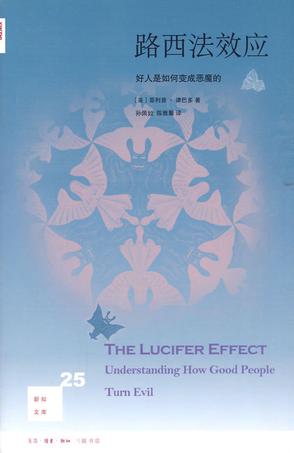 路西法效应
好人是如何变成恶魔的
[美] 菲利普·津巴多 著
孙佩妏 陈雅馨 译
THE LUCIFER EFFECT
Understanding How Good People
Turn Evil
25
新知
文库
生活·读书·新知 三联书店